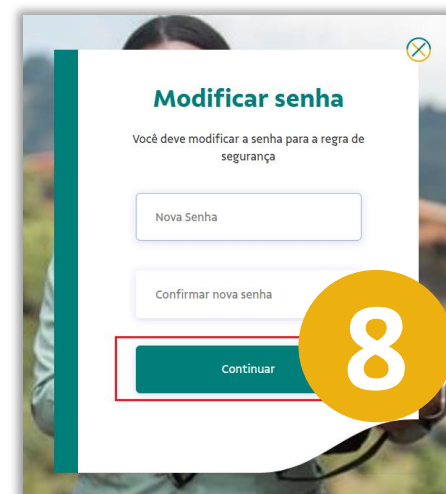 Modificar senha
Você deve modificar a senha para a regra de
segurança
Nova Senha
Confirmar nova senha
Continuar
8